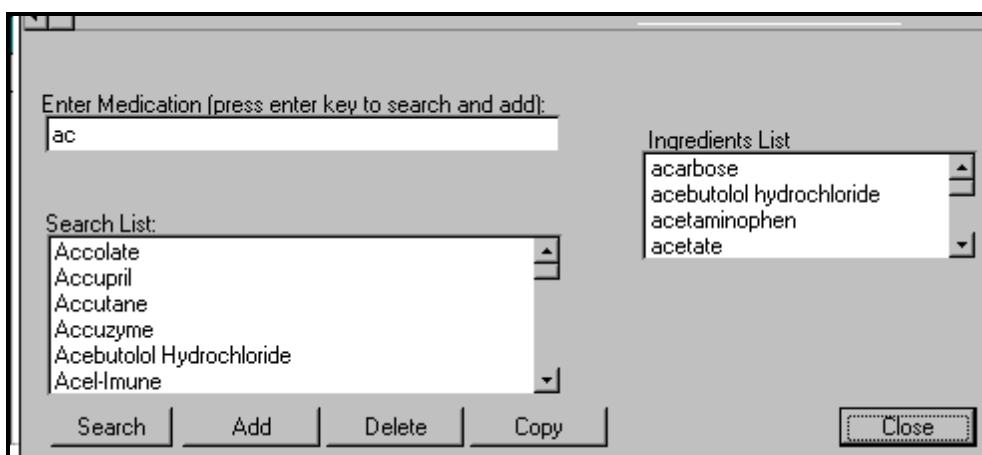 Enter Medication (press enter key to search and add):
ac
Search List:
Accolate
Accupril
Accutane
Accuzyme
Acebutolol Hydrochloride
Acel-Imune
Ingredients List
acarbose
acebutolol hydrochloride
acetaminophen
acetate
Search
Add
Delete
Copy
Close